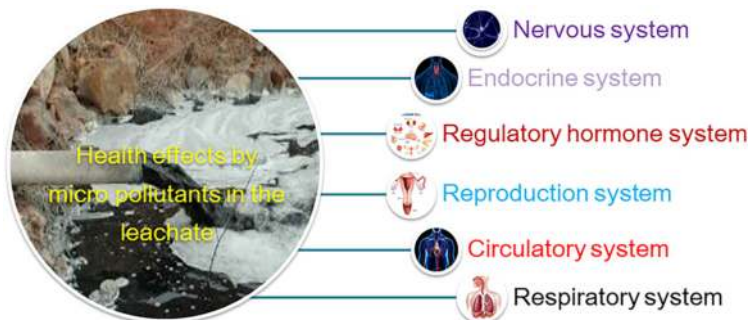 Nervous system
Endocrine system
Regulatory hormone system
Health effects by
micro pollutants in the
leachate
Reproduction system
Circulatory system
Respiratory system